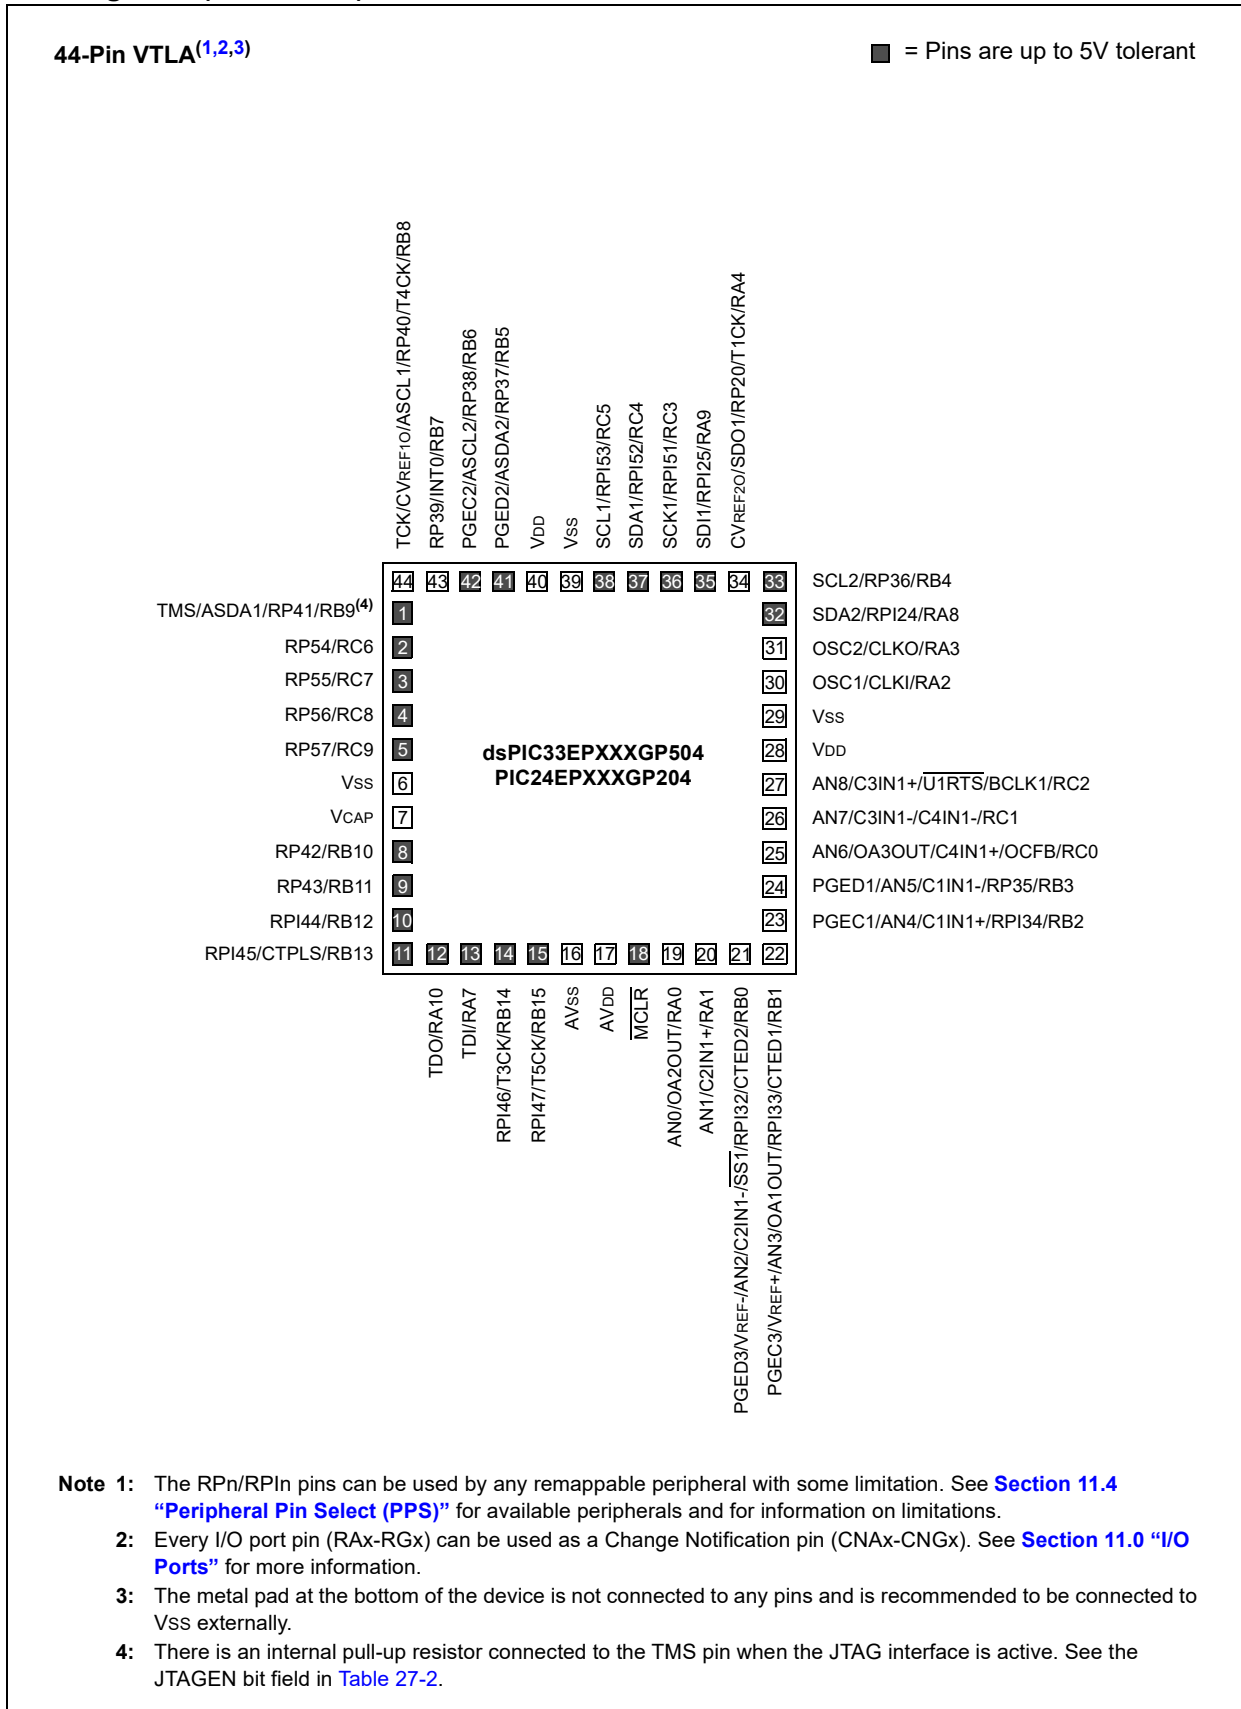 44-Pin VTLA(1,2,3)
= Pins are up to 5V tolerant
TCK/CVREF1O/ASCL1/RP40/T4CK/RB8
RP39/INT0/RB7
PGEC2/ASCL2/RP38/RB6
PGED2/ASDA2/RP37/RB5
VDD
VSS
SCL1/RPI53/RC5
SDA1/RPI52/RC4
SCK1/RPI51/RC3
SDI1/RPI25/RA9
CVREF2O/SDO1/RP20/T1CK/RA4
44 43 42 41 40 39 38 37 36 35 34 33 SCL2/RP36/RB4
TMS/ASDA1/RP41/RB9(4) 1 32 SDA2/RPI24/RA8
RP54/RC6 2 31 OSC2/CLKO/RA3
RP55/RC7 3 30 OSC1/CLKI/RA2
RP56/RC8 4 29 VSS
RP57/RC9 5 dsPIC33EPXXXGP504 28 VDD
PIC24EPXXXGP204
VSS 6 27 AN8/C3IN1+/U1RTS/BCLK1/RC2
VCAP 7 26 AN7/C3IN1-/C4IN1-/RC1
RP42/RB10 8 25 AN6/OA3OUT/C4IN1+/OCFB/RC0
RP43/RB11 9 24 PGED1/AN5/C1IN1-/RP35/RB3
RPI44/RB12 10 23 PGEC1/AN4/C1IN1+/RPI34/RB2
RPI45/CTPLS/RB13 11 12 13 14 15 16 17 18 19 20 21 22
TDO/RA10
TDI/RA7
RPI46/T3CK/RB14
RPI47/T5CK/RB15
AVSS
AVDD
MCLR
AN0/OA2OUT/RA0
AN1/C2IN1+/RA1
PGED3/VREF-/AN2/C2IN1-/SS1/RPI32/CTED2/RB0
PGEC3/VREF+/AN3/OA1OUT/RPI33/CTED1/RB1
Note 1: The RPn/RPIn pins can be used by any remappable peripheral with some limitation. See Section 11.4
“Peripheral Pin Select (PPS)” for available peripherals and for information on limitations.
2: Every I/O port pin (RAx-RGx) can be used as a Change Notification pin (CNAx-CNGx). See Section 11.0 “I/O
Ports” for more information.
3: The metal pad at the bottom of the device is not connected to any pins and is recommended to be connected to
VSS externally.
4: There is an internal pull-up resistor connected to the TMS pin when the JTAG interface is active. See the
JTAGEN bit field in Table 27-2.